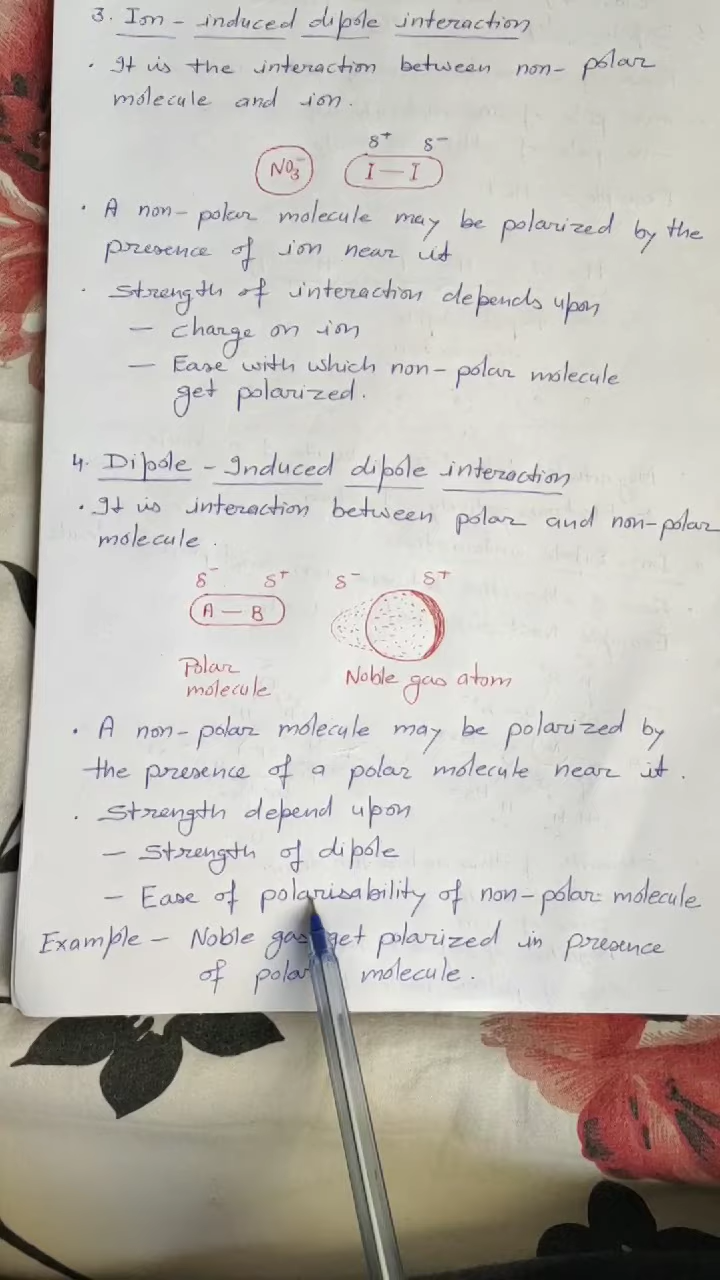 3. Ion - induced dipole interaction
• It is the interaction between non-polar
molecule and ion.
δ+ δ-
NO3- I — I
• A non-polar molecule may be polarized by the
presence of ion near it
• Strength of interaction depends upon
— Charge on ion
— Ease with which non-polar molecule
get polarized.
4. Dipole - Induced dipole interaction
• It is interaction between polar and non-polar
molecule.
δ- δ+ δ- δ+
A — B
Polar
molecule
Noble gas atom
• A non-polar molecule may be polarized by
the presence of a polar molecule near it.
• Strength depend upon
— Strength of dipole
— Ease of polarisability of non-polar molecule
Example — Noble gas get polarized in presence
of polar molecule.